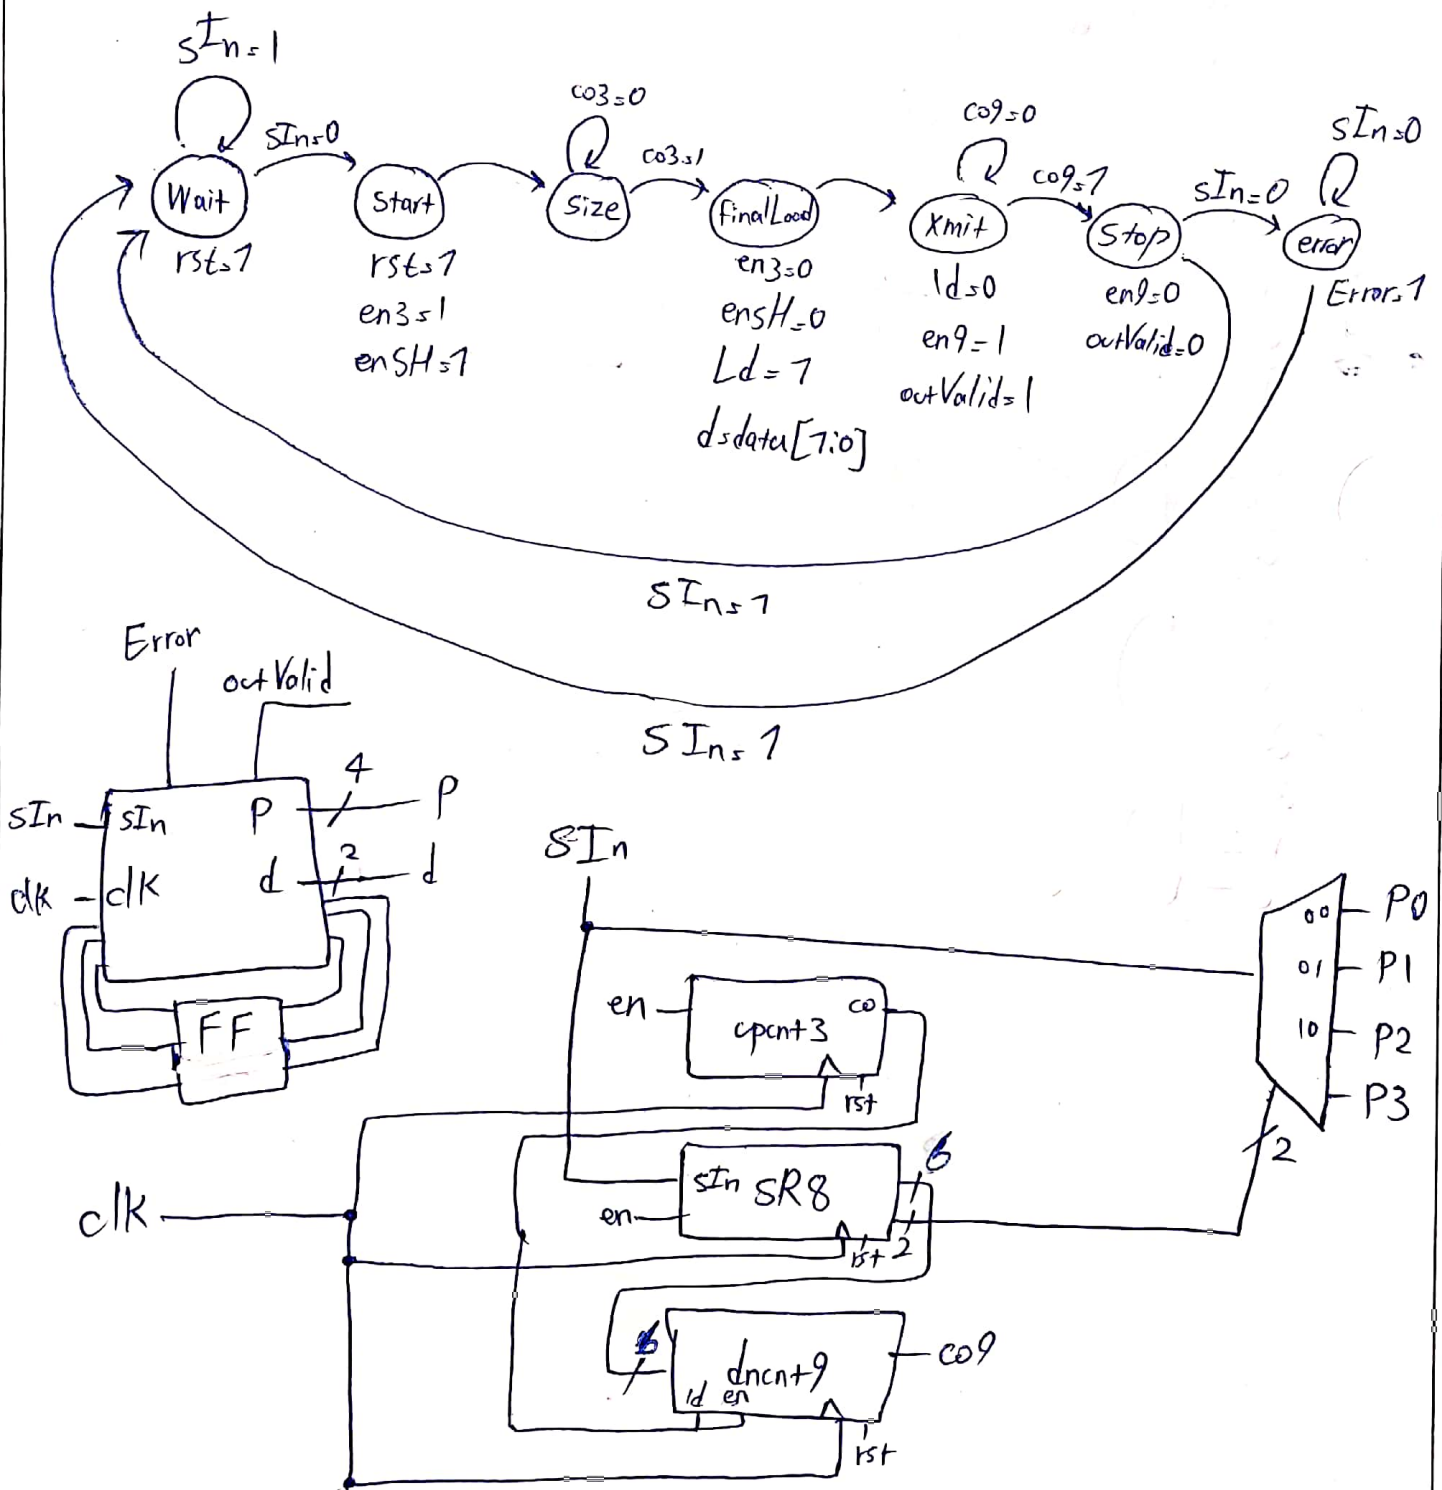 sIn=1
sIn=0
co3=0
co3=1
co9=0
co9=1
sIn=0
sIn=0
Wait
Start
Size
finalLoad
Xmit
Stop
error
rst=1
rst=1
en3=1
enSH=1
en3=0
ensH=0
Ld=1
d=data[7:0]
ld=0
en9=1
outValid=1
en9=0
outValid=0
Error=1
SIn=1
SIn=1
Error
outValid
sIn
sIn
P
4
P
clk
clk
d
2
d
FF
SIn
en
cpcnt3
co
rst
clk
sIn
SR8
en
rst
6
2
6
dncnt9
ld
en
rst
co9
00
01
10
P0
P1
P2
P3
2